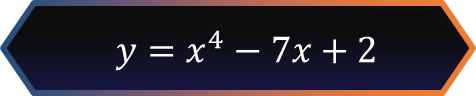 y = x⁴ − 7x + 2